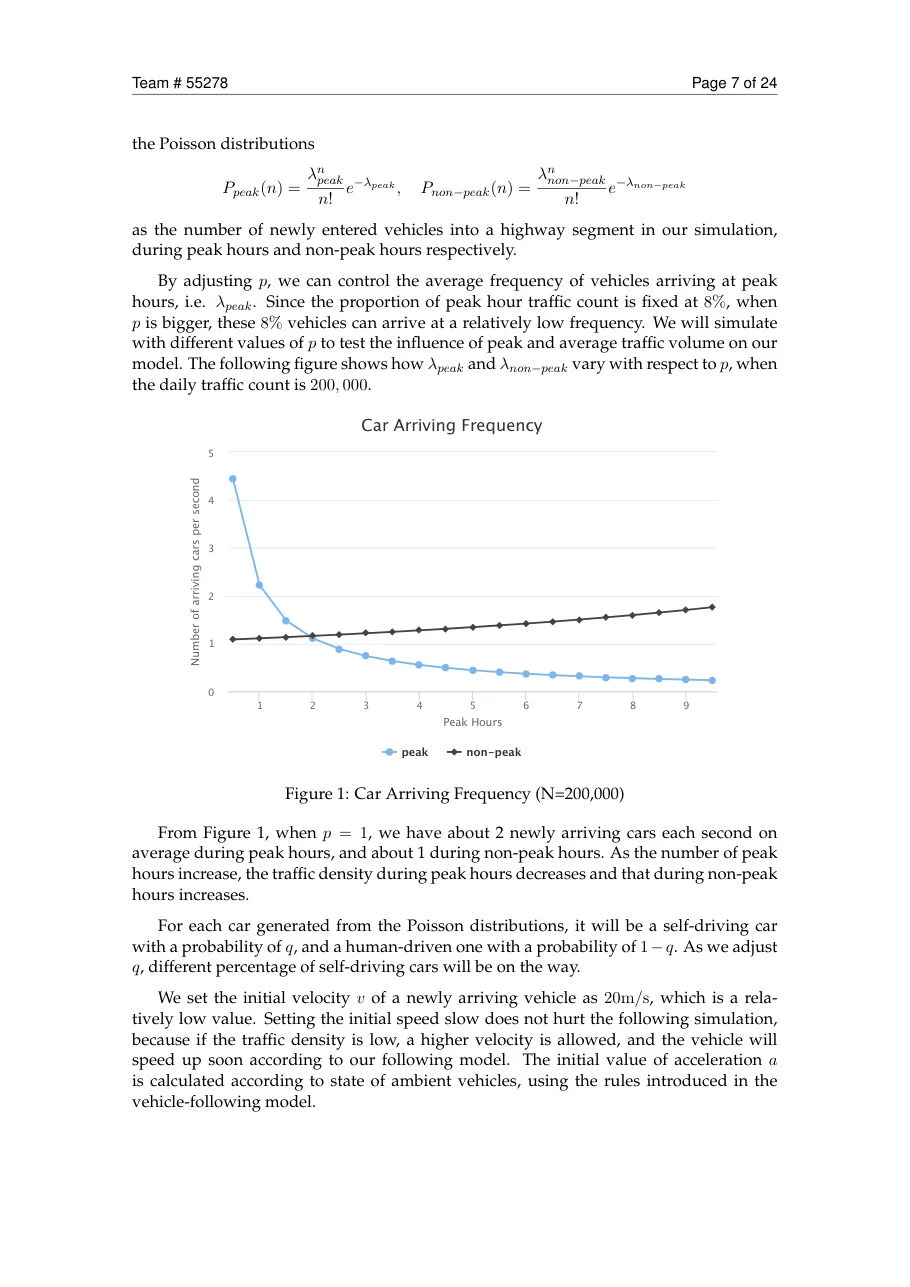 Team # 55278 Page 7 of 24
the Poisson distributions
P_{peak}(n) = \frac{λ^n_{peak}}{n!} e^{−λ_{peak}}, P_{non−peak}(n) = \frac{λ^n_{non−peak}}{n!} e^{−λ_{non−peak}}
as the number of newly entered vehicles into a highway segment in our simulation,
during peak hours and non-peak hours respectively.
By adjusting p, we can control the average frequency of vehicles arriving at peak
hours, i.e. λ_{peak}. Since the proportion of peak hour traffic count is fixed at 8%, when
p is bigger, these 8% vehicles can arrive at a relatively low frequency. We will simulate
with different values of p to test the influence of peak and average traffic volume on our
model. The following figure shows how λ_{peak} and λ_{non−peak} vary with respect to p, when
the daily traffic count is 200, 000.
Car Arriving Frequency
Number of arriving cars per second
5
4
3
2
1
0
1 2 3 4 5 6 7 8 9
Peak Hours
peak non-peak
Figure 1: Car Arriving Frequency (N=200,000)
From Figure 1, when p = 1, we have about 2 newly arriving cars each second on
average during peak hours, and about 1 during non-peak hours. As the number of peak
hours increase, the traffic density during peak hours decreases and that during non-peak
hours increases.
For each car generated from the Poisson distributions, it will be a self-driving car
with a probability of q, and a human-driven one with a probability of 1 − q. As we adjust
q, different percentage of self-driving cars will be on the way.
We set the initial velocity v of a newly arriving vehicle as 20m/s, which is a rela-
tively low value. Setting the initial speed slow does not hurt the following simulation,
because if the traffic density is low, a higher velocity is allowed, and the vehicle will
speed up soon according to our following model. The initial value of acceleration a
is calculated according to state of ambient vehicles, using the rules introduced in the
vehicle-following model.